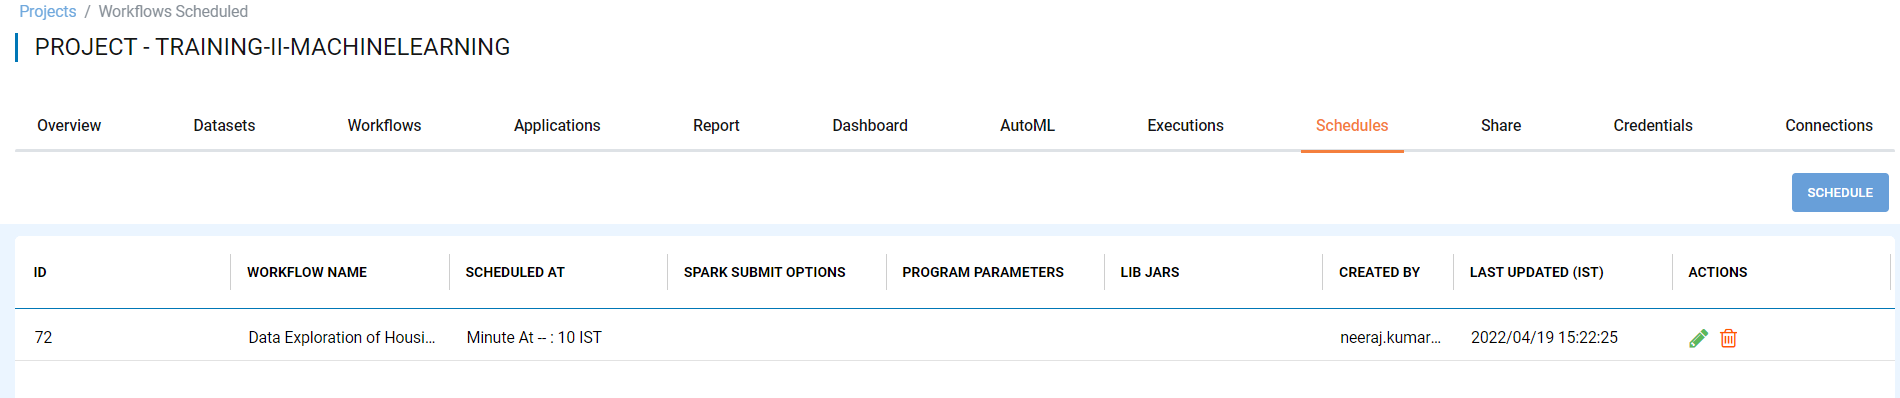 Projects / Workflows Scheduled
PROJECT - TRAINING-II-MACHINELEARNING
Overview Datasets Workflows Applications Report Dashboard AutoML Executions Schedules Share Credentials Connections
SCHEDULE
ID WORKFLOW NAME SCHEDULED AT SPARK SUBMIT OPTIONS PROGRAM PARAMETERS LIB JARS CREATED BY LAST UPDATED (IST) ACTIONS
72 Data Exploration of Housi... Minute At -- : 10 IST neeraj.kumar... 2022/04/19 15:22:25